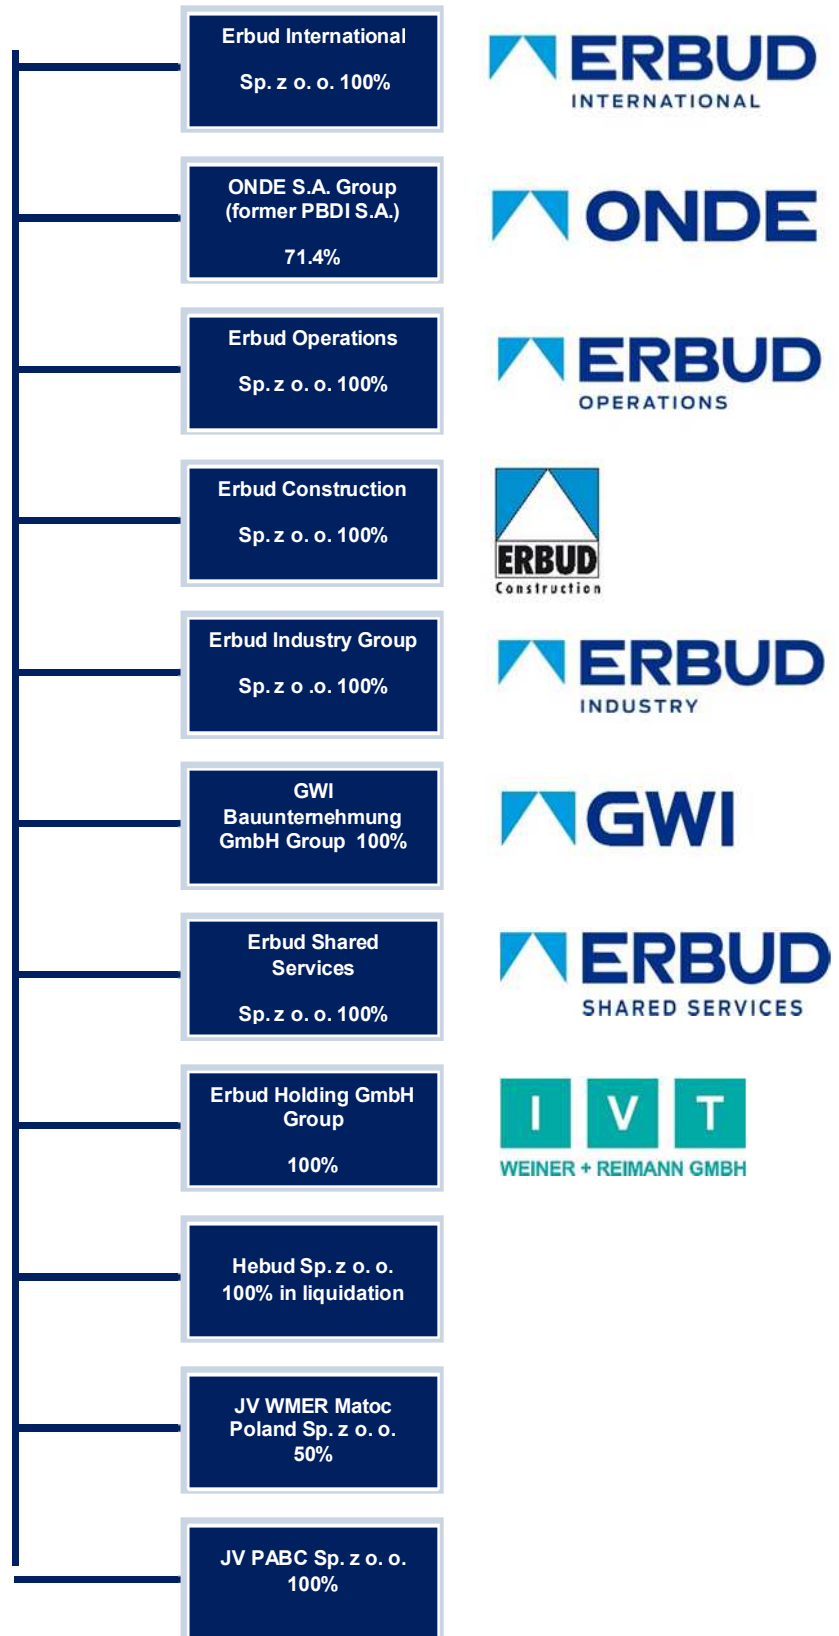 Erbud International
Sp. z o. o. 100%
ERBUD
INTERNATIONAL
ONDE S.A. Group
(former PBDI S.A.)
71.4%
ONDE
Erbud Operations
Sp. z o. o. 100%
ERBUD
OPERATIONS
Erbud Construction
Sp. z o. o. 100%
ERBUD
Construction
Erbud Industry Group
Sp. z o .o. 100%
ERBUD
INDUSTRY
GWI
Bauunternehmung
GmbH Group 100%
GWI
Erbud Shared
Services
Sp. z o. o. 100%
ERBUD
SHARED SERVICES
Erbud Holding GmbH
Group
100%
I V T
WEINER + REIMANN GMBH
Hebud Sp. z o. o.
100% in liquidation
JV WMER Matoc
Poland Sp. z o. o.
50%
JV PABC Sp. z o. o.
100%